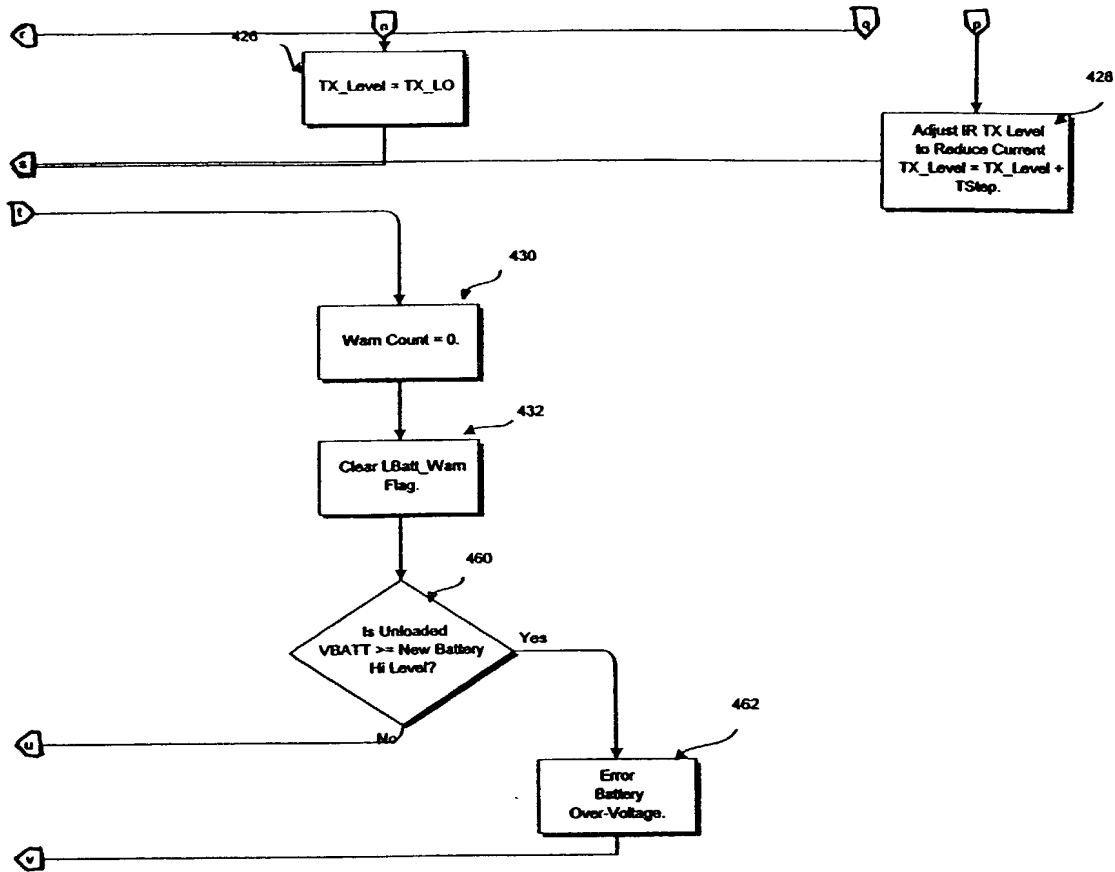 r
n
q
p
426
TX_Level = TX_LO
428
Adjust IR TX Level
to Reduce Current
TX_Level = TX_Level +
TStep.
s
t
430
Warn Count = 0.
432
Clear LBatt_Warn
Flag.
460
Is Unloaded
VBATT >= New Battery
Hi Level?
Yes
No
u
462
Error
Battery
Over-Voltage.
v